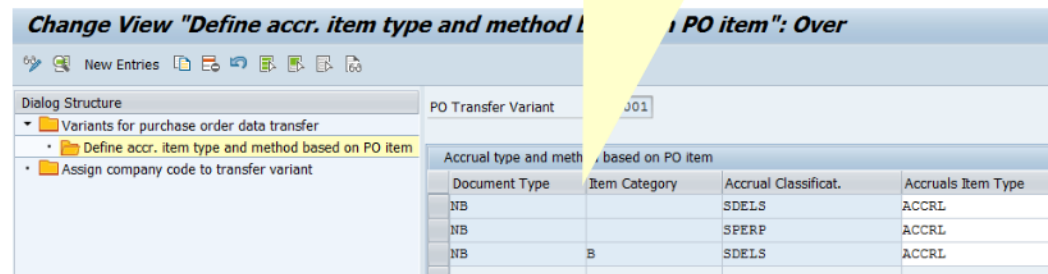 Change View "Define accr. item type and method PO item": Over
New Entries
Dialog Structure
Variants for purchase order data transfer
Define accr. item type and method based on PO item
Assign company code to transfer variant
PO Transfer Variant 001
Accrual type and meth based on PO item
Document Type Item Category Accrual Classificat. Accruals Item Type
NB SDELS ACCRL
NB SPERP ACCRL
NB B SDELS ACCRL